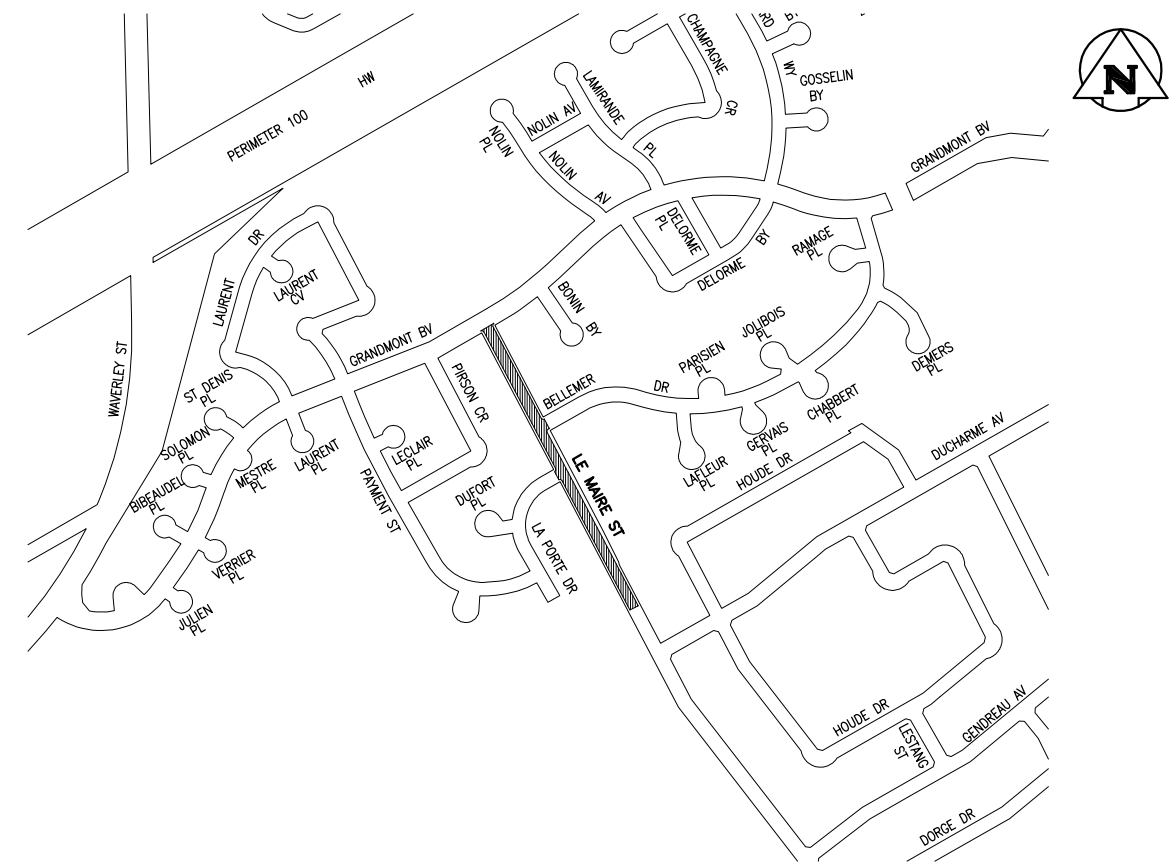 CHAMPAGNE
CR
RD
BY
WY
GOSSELIN
BY
N
HW
PERIMETER 100
LAMIRANDE
PL
NOLIN AV
NOLIN
PL
NOLIN
AV
GRANDMONT BV
DELORME
PL
DELORME
BY
RAMAGE
PL
LAURENT
DR
LAURENT
CV
BONIN
BY
GRANDMONT BV
WAVERLEY ST
JOLIBOIS
PL
PARISIEN
PL
DEMERS
PL
PIRSON CR
BELLEMER
DR
ST DENIS
PL
CHABBERT
PL
GERVAIS
PL
LAFLEUR
PL
HOUDE DR
DUCHARME AV
SOLOMON
PL
LECLAIR
PL
LAURENT
PL
MESTRE
PL
BIBEAUDEL
PL
PAYMENT ST
DUFORT
PL
LE MAIRE ST
LA PORTE DR
VERRIER
PL
JULIEN
PL
HOUDE DR
LESTANG
ST
GENDREAU AV
DORGE DR